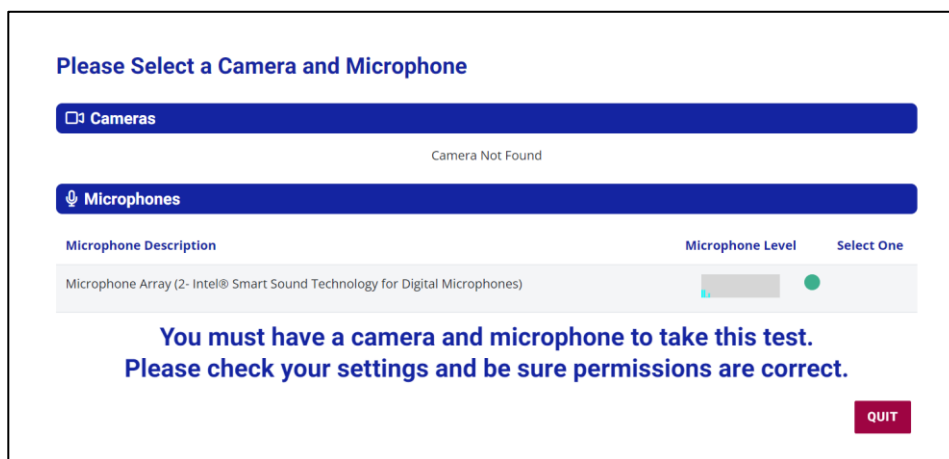 Please Select a Camera and Microphone
Cameras
Camera Not Found
Microphones
Microphone Description Microphone Level Select One
Microphone Array (2- Intel® Smart Sound Technology for Digital Microphones)
You must have a camera and microphone to take this test.
Please check your settings and be sure permissions are correct.
QUIT